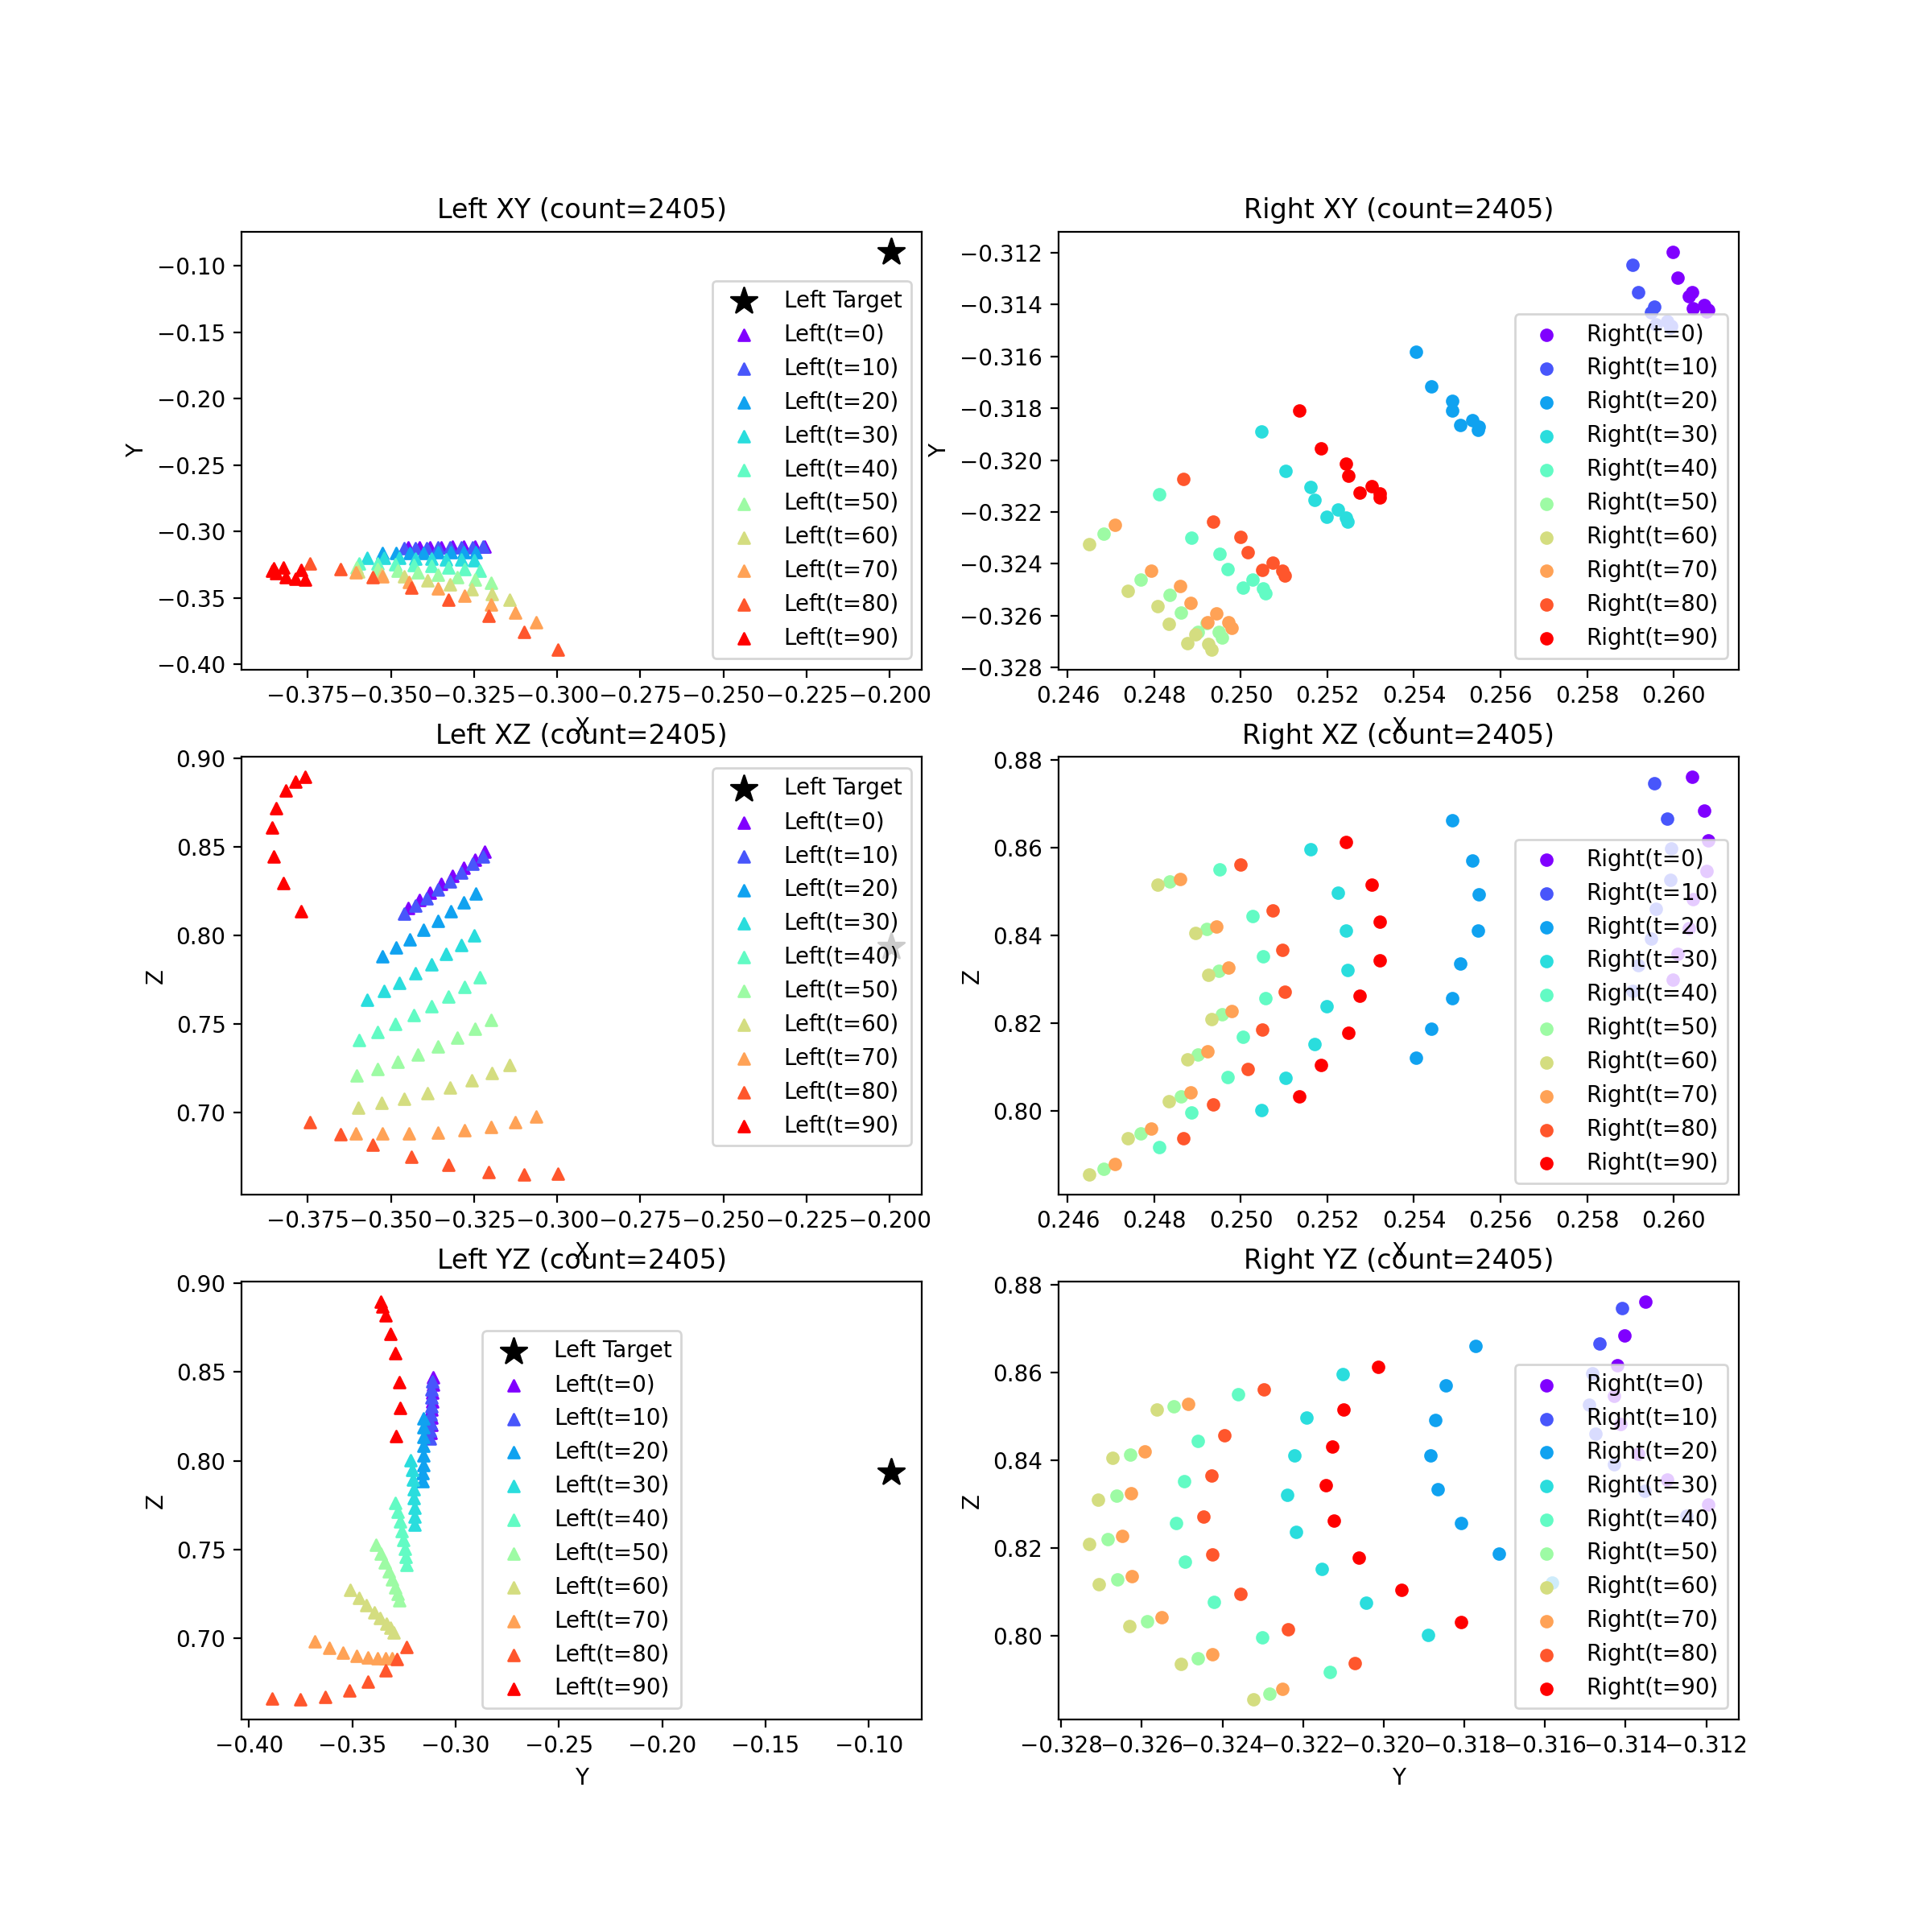 Left XY (count=2405)
Y
−0.10
−0.15
−0.20
−0.25
−0.30
−0.35
−0.40
Left Target
Left(t=0)
Left(t=10)
Left(t=20)
Left(t=30)
Left(t=40)
Left(t=50)
Left(t=60)
Left(t=70)
Left(t=80)
Left(t=90)
−0.375 −0.350 −0.325 −0.300 −0.275 −0.250 −0.225 −0.200
X
Right XY (count=2405)
Y
−0.312
−0.314
−0.316
−0.318
−0.320
−0.322
−0.324
−0.326
−0.328
Right(t=0)
Right(t=10)
Right(t=20)
Right(t=30)
Right(t=40)
Right(t=50)
Right(t=60)
Right(t=70)
Right(t=80)
Right(t=90)
0.246 0.248 0.250 0.252 0.254 0.256 0.258 0.260
X
Left XZ (count=2405)
Z
0.90
0.85
0.80
0.75
0.70
Left Target
Left(t=0)
Left(t=10)
Left(t=20)
Left(t=30)
Left(t=40)
Left(t=50)
Left(t=60)
Left(t=70)
Left(t=80)
Left(t=90)
−0.375 −0.350 −0.325 −0.300 −0.275 −0.250 −0.225 −0.200
X
Right XZ (count=2405)
Z
0.88
0.86
0.84
0.82
0.80
Right(t=0)
Right(t=10)
Right(t=20)
Right(t=30)
Right(t=40)
Right(t=50)
Right(t=60)
Right(t=70)
Right(t=80)
Right(t=90)
0.246 0.248 0.250 0.252 0.254 0.256 0.258 0.260
X
Left YZ (count=2405)
Z
0.90
0.85
0.80
0.75
0.70
Left Target
Left(t=0)
Left(t=10)
Left(t=20)
Left(t=30)
Left(t=40)
Left(t=50)
Left(t=60)
Left(t=70)
Left(t=80)
Left(t=90)
−0.40 −0.35 −0.30 −0.25 −0.20 −0.15 −0.10
Y
Right YZ (count=2405)
Z
0.88
0.86
0.84
0.82
0.80
Right(t=0)
Right(t=10)
Right(t=20)
Right(t=30)
Right(t=40)
Right(t=50)
Right(t=60)
Right(t=70)
Right(t=80)
Right(t=90)
−0.328 −0.326 −0.324 −0.322 −0.320 −0.318 −0.316 −0.314 −0.312
Y